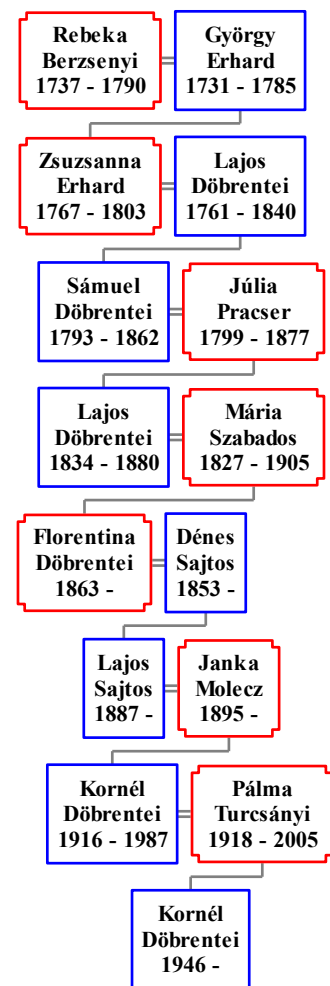 Rebeka
Berzsenyi
1737 - 1790
György
Erhard
1731 - 1785
Zsuzsanna
Erhard
1767 - 1803
Lajos
Döbrentei
1761 - 1840
Sámuel
Döbrentei
1793 - 1862
Júlia
Pracser
1799 - 1877
Lajos
Döbrentei
1834 - 1880
Mária
Szabados
1827 - 1905
Florentina
Döbrentei
1863 -
Dénes
Sajtos
1853 -
Lajos
Sajtos
1887 -
Janka
Molecz
1895 -
Kornél
Döbrentei
1916 - 1987
Pálma
Turcsányi
1918 - 2005
Kornél
Döbrentei
1946 -